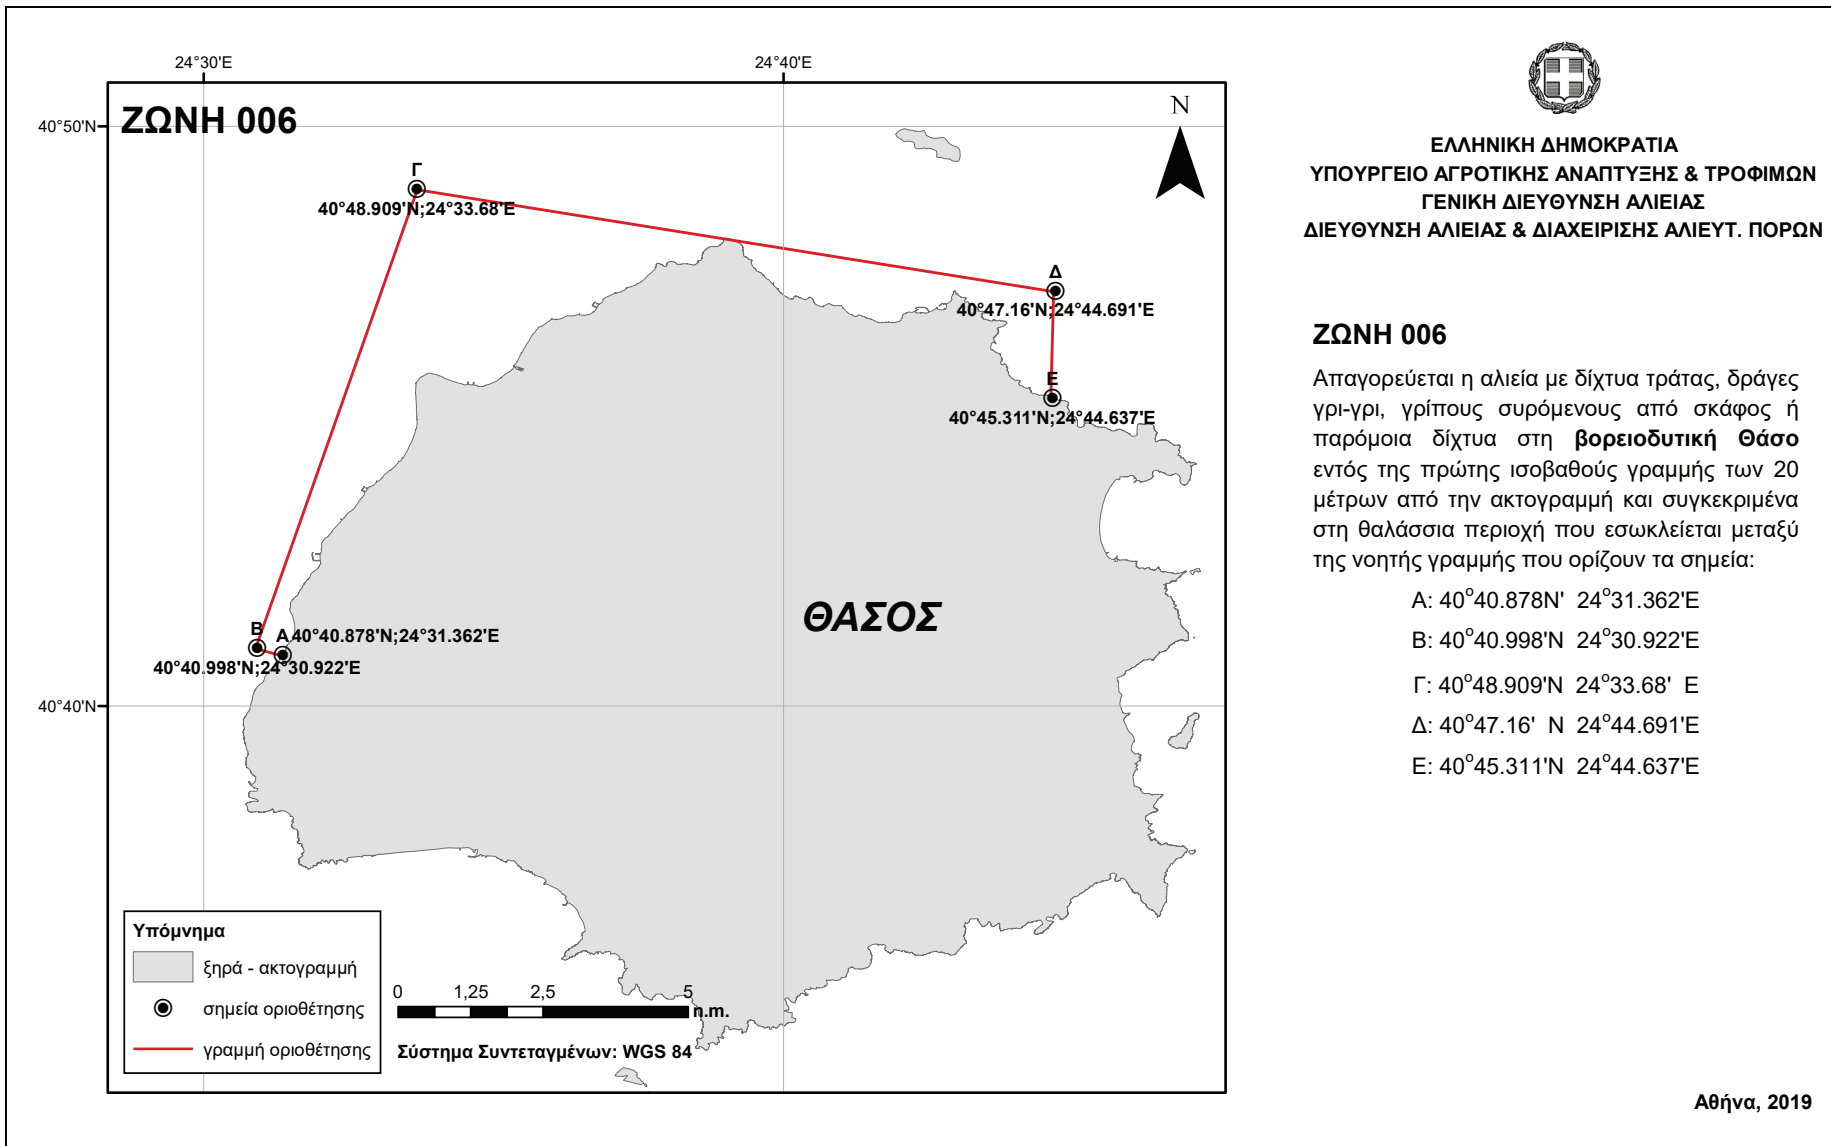 24°30'E
24°40'E
40°50'N
ΖΩΝΗ 006
N
Γ
40°48.909'N;24°33.68'E
Δ
40°47.16'N;24°44.691'E
Ε
40°45.311'N;24°44.637'E
ΘΑΣΟΣ
Β
Α 40°40.878'N;24°31.362'E
40°40.998'N;24°30.922'E
40°40'N
Υπόμνημα
ξηρά - ακτογραμμή
σημεία οριοθέτησης
γραμμή οριοθέτησης
0 1,25 2,5 5
n.m.
Σύστημα Συντεταγμένων: WGS 84
ΕΛΛΗΝΙΚΗ ΔΗΜΟΚΡΑΤΙΑ
ΥΠΟΥΡΓΕΙΟ ΑΓΡΟΤΙΚΗΣ ΑΝΑΠΤΥΞΗΣ & ΤΡΟΦΙΜΩΝ
ΓΕΝΙΚΗ ΔΙΕΥΘΥΝΣΗ ΑΛΙΕΙΑΣ
ΔΙΕΥΘΥΝΣΗ ΑΛΙΕΙΑΣ & ΔΙΑΧΕΙΡΙΣΗΣ ΑΛΙΕΥΤ. ΠΟΡΩΝ
ΖΩΝΗ 006
Απαγορεύεται η αλιεία με δίχτυα τράτας, δράγες
γρι-γρι, γρίπους συρόμενους από σκάφος ή
παρόμοια δίχτυα στη βορειοδυτική Θάσο
εντός της πρώτης ισοβαθούς γραμμής των 20
μέτρων από την ακτογραμμή και συγκεκριμένα
στη θαλάσσια περιοχή που εσωκλείεται μεταξύ
της νοητής γραμμής που ορίζουν τα σημεία:
Α: 40°40.878N' 24°31.362'E
Β: 40°40.998'N 24°30.922'E
Γ: 40°48.909'N 24°33.68' E
Δ: 40°47.16' N 24°44.691'E
Ε: 40°45.311'N 24°44.637'E
Αθήνα, 2019